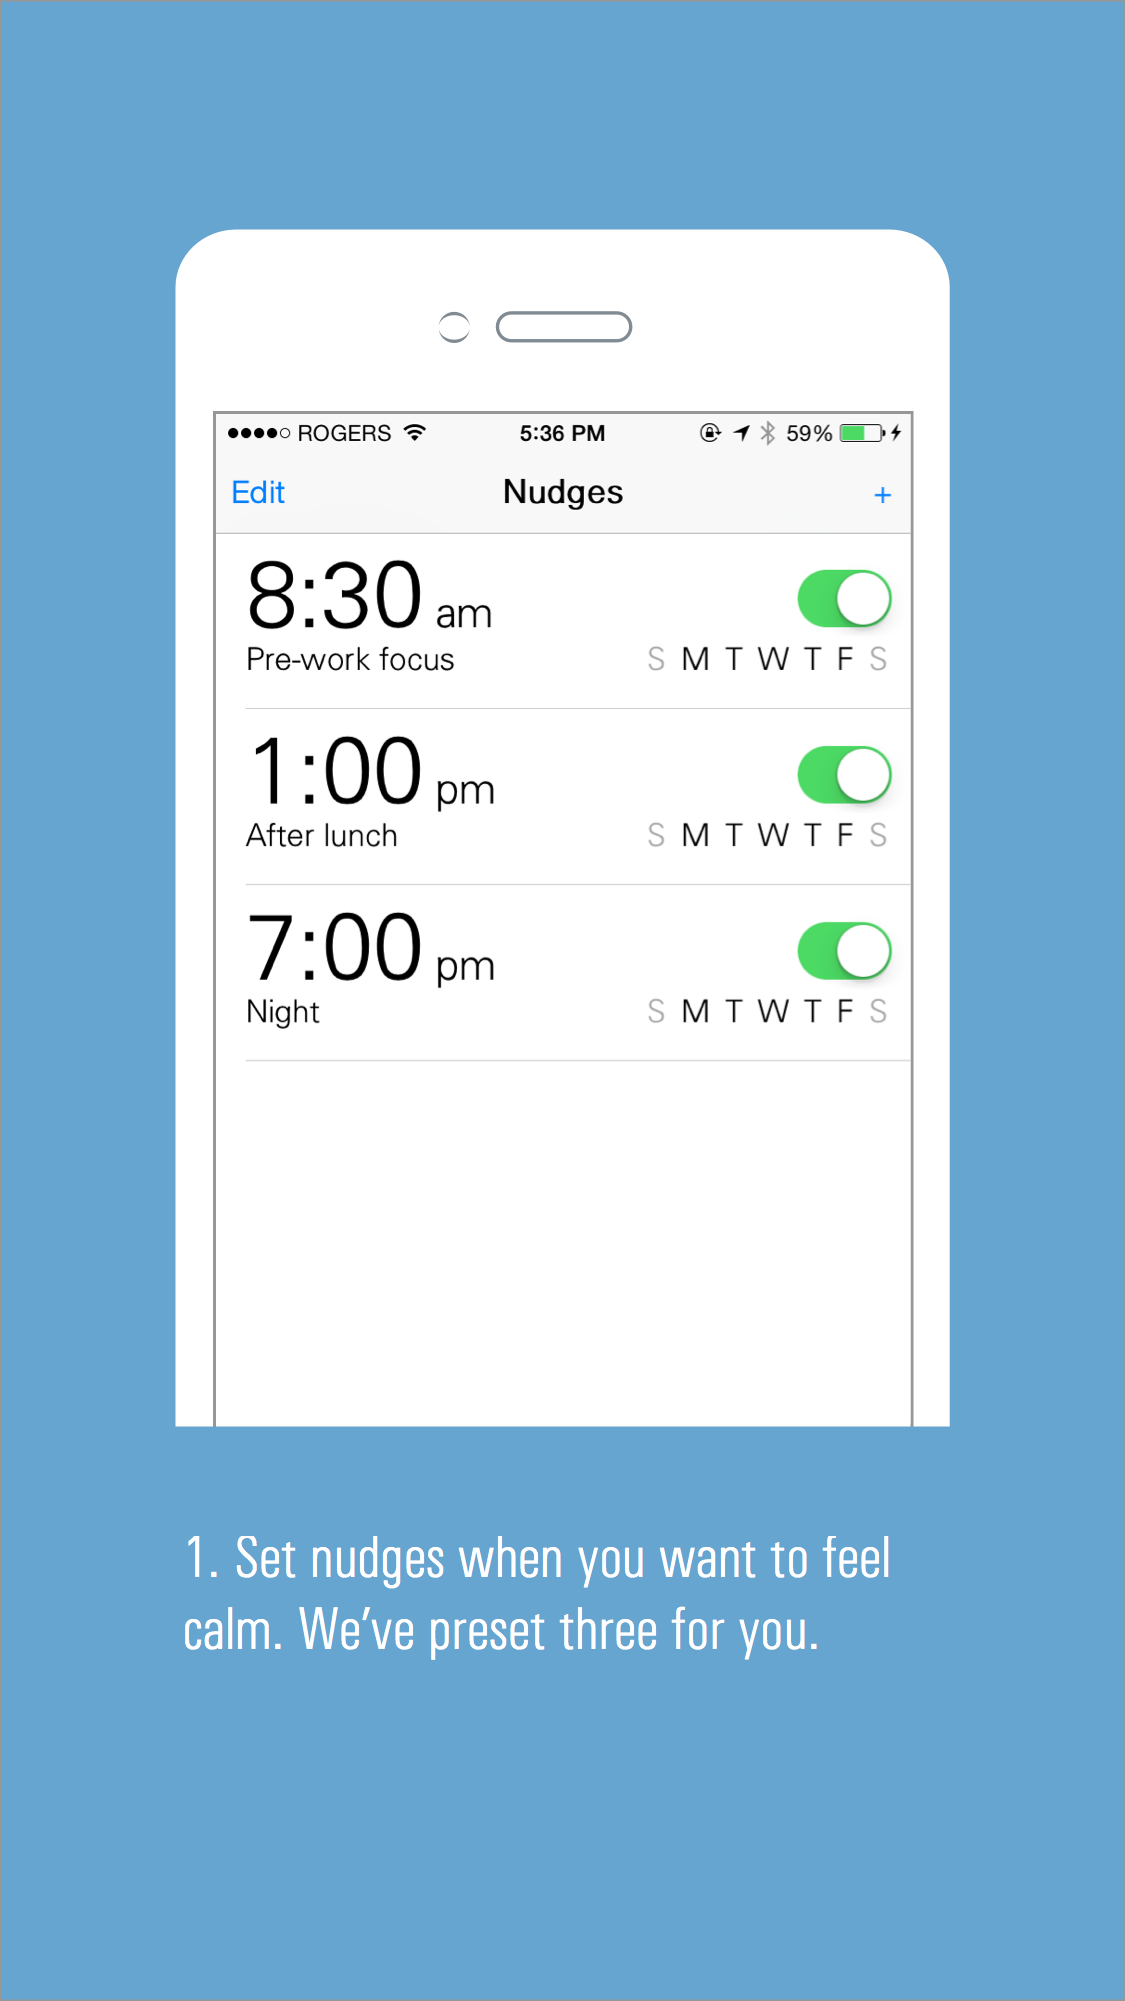 ROGERS 5:36 PM 59%
Edit Nudges +
8:30 am
Pre-work focus S M T W T F S
1:00 pm
After lunch S M T W T F S
7:00 pm
Night S M T W T F S
1. Set nudges when you want to feel
calm. We’ve preset three for you.